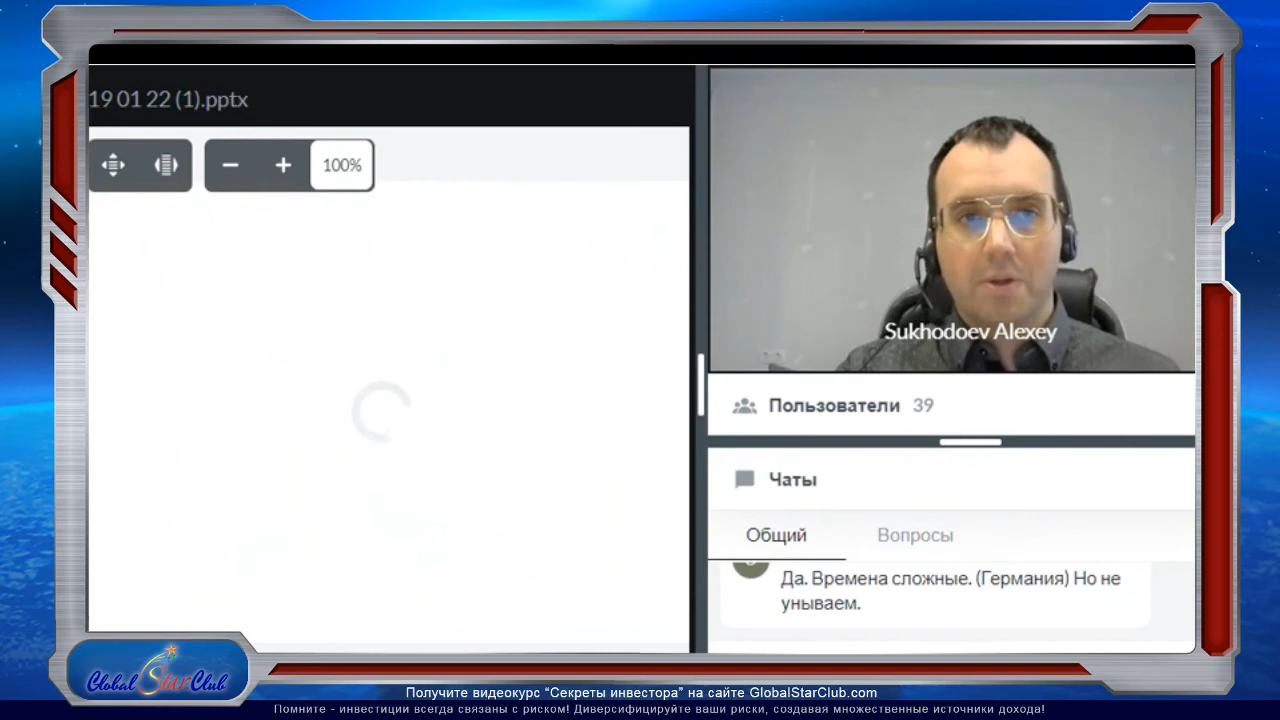 19 01 22 (1).pptx
100%
Sukhodoev Alexey
Пользователи 39
Чаты
Общий Вопросы
Да. Времена сложные. (Германия) Но не
унываем.
Global Star Club
Получите видеокурс “Секреты инвестора” на сайте GlobalStarClub.com
Помните - инвестиции всегда связаны с риском! Диверсифицируйте ваши риски, создавая множественные источники дохода!